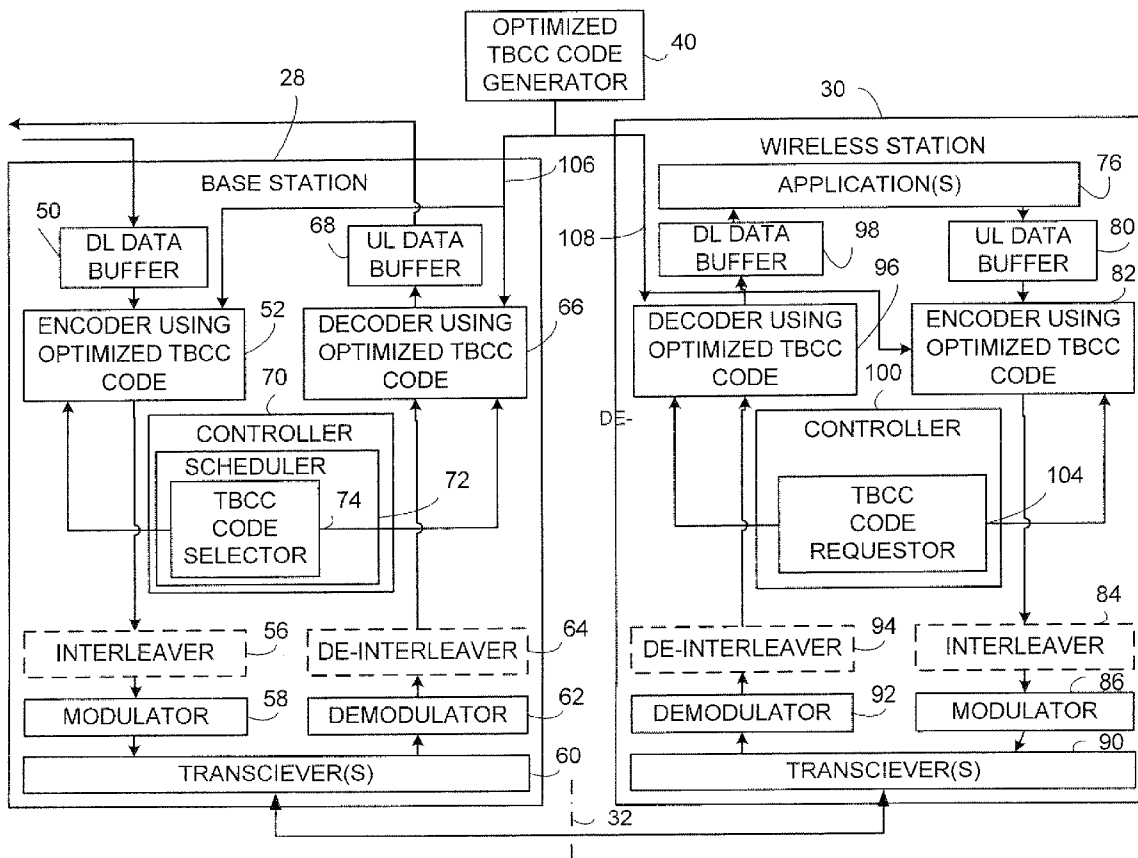 OPTIMIZED
TBCC CODE
GENERATOR
40
28
30
BASE STATION
106
WIRELESS STATION
APPLICATION(S)
76
50
DL DATA
BUFFER
68
UL DATA
BUFFER
108
DL DATA
BUFFER
98
UL DATA
BUFFER
80
ENCODER USING
OPTIMIZED TBCC
CODE
52
DECODER USING
OPTIMIZED TBCC
CODE
66
DECODER USING
OPTIMIZED TBCC
CODE
96
ENCODER USING
OPTIMIZED TBCC
CODE
82
70
CONTROLLER
SCHEDULER
72
TBCC
CODE
SELECTOR
74
DE-
100
CONTROLLER
TBCC
CODE
REQUESTOR
104
INTERLEAVER
56
DE-INTERLEAVER
64
DE-INTERLEAVER
94
INTERLEAVER
84
MODULATOR
58
DEMODULATOR
62
DEMODULATOR
92
MODULATOR
86
TRANSCIEVER(S)
60
TRANSCIEVER(S)
90
32